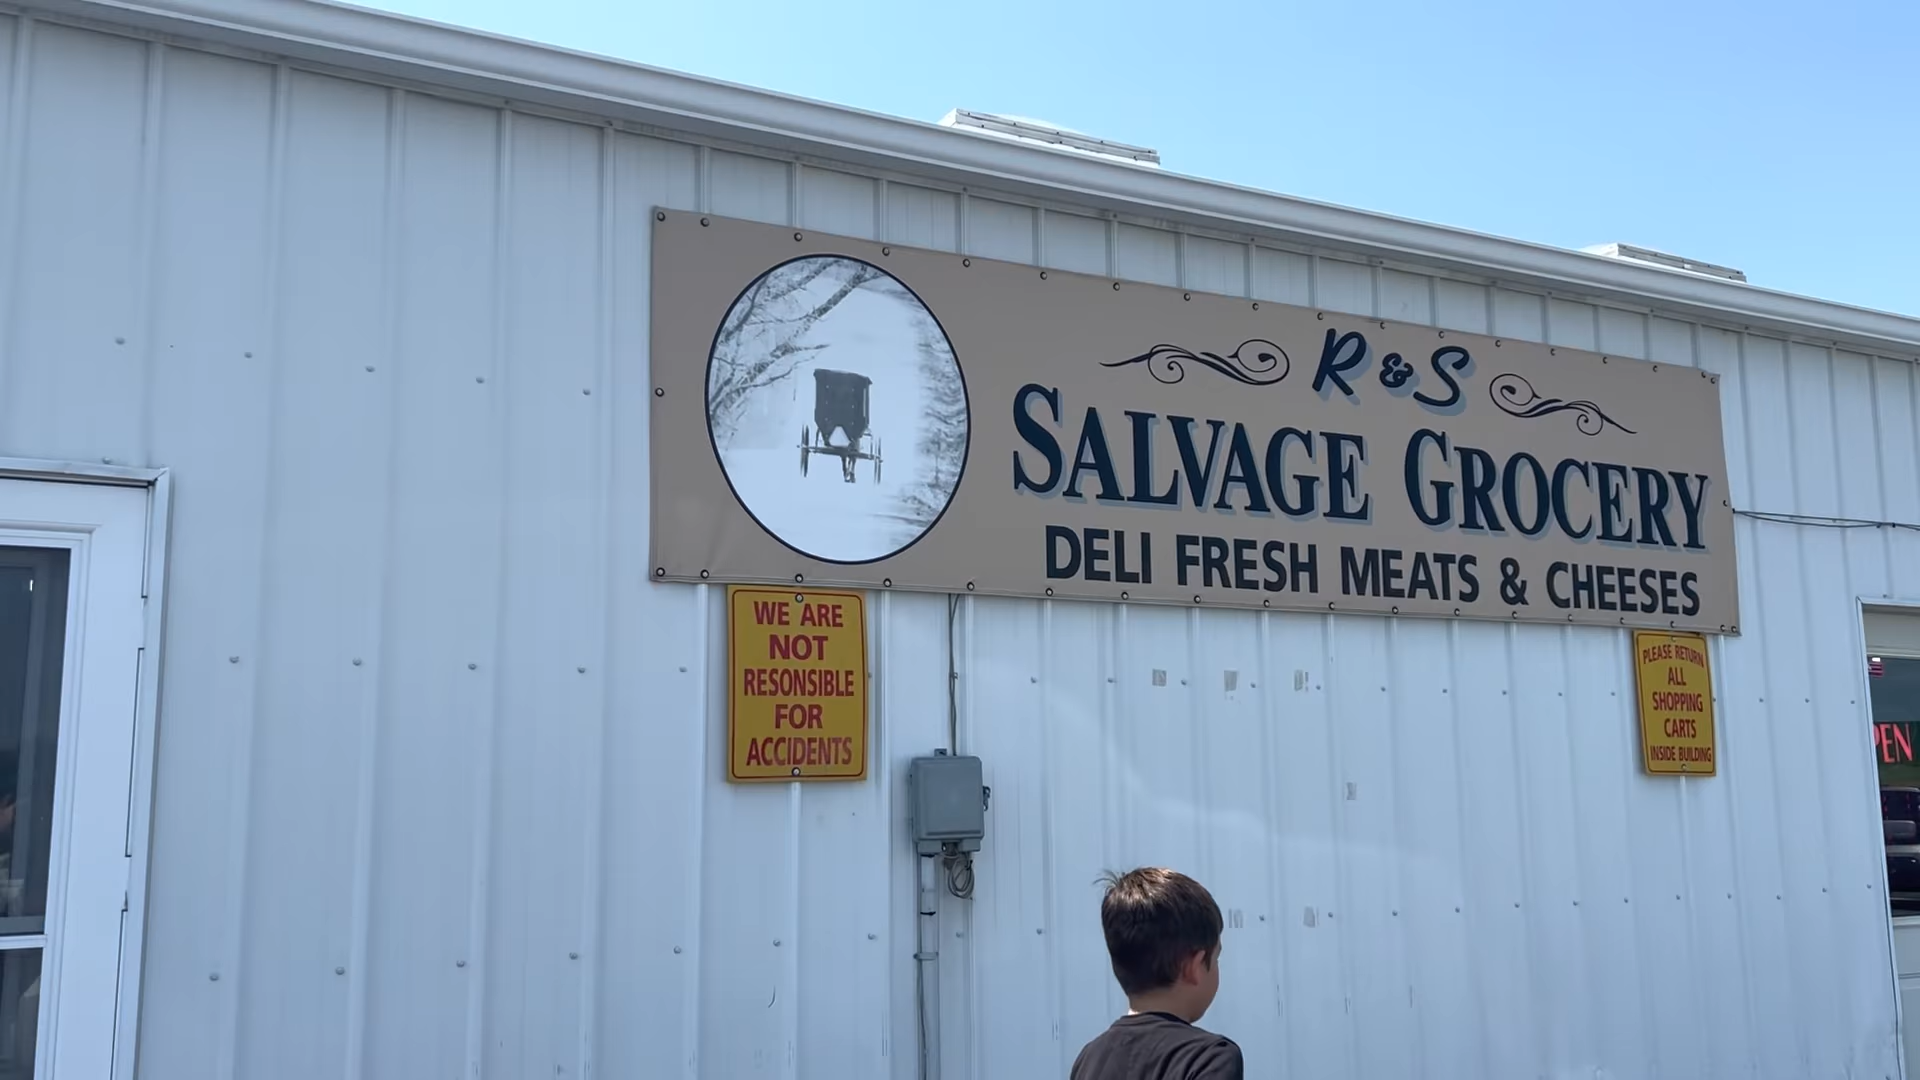 R & S
SALVAGE GROCERY
DELI FRESH MEATS & CHEESES
WE ARE
NOT
RESONSIBLE
FOR
ACCIDENTS
PLEASE RETURN
ALL
SHOPPING
CARTS
INSIDE BUILDING
PEN